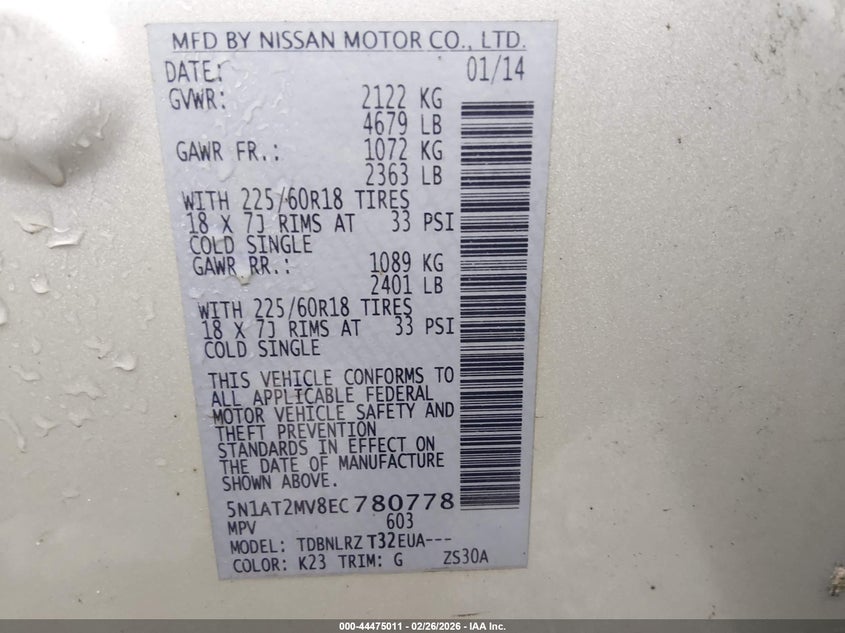 MFD BY NISSAN MOTOR CO., LTD.
DATE: 01/14
GVWR: 2122 KG
4679 LB
GAWR FR.: 1072 KG
2363 LB
WITH 225/60R18 TIRES
18 X 7J RIMS AT 33 PSI
COLD SINGLE
GAWR RR.: 1089 KG
2401 LB
WITH 225/60R18 TIRES
18 X 7J RIMS AT 33 PSI
COLD SINGLE
THIS VEHICLE CONFORMS TO
ALL APPLICABLE FEDERAL
MOTOR VEHICLE SAFETY AND
THEFT PREVENTION
STANDARDS IN EFFECT ON
THE DATE OF MANUFACTURE
SHOWN ABOVE.
5N1AT2MV8EC780778
MPV 603
MODEL: TDBNLRZ T32EUA---
COLOR: K23 TRIM: G ZS30A
000-44475011 - 02/26/2026 - IAA Inc.